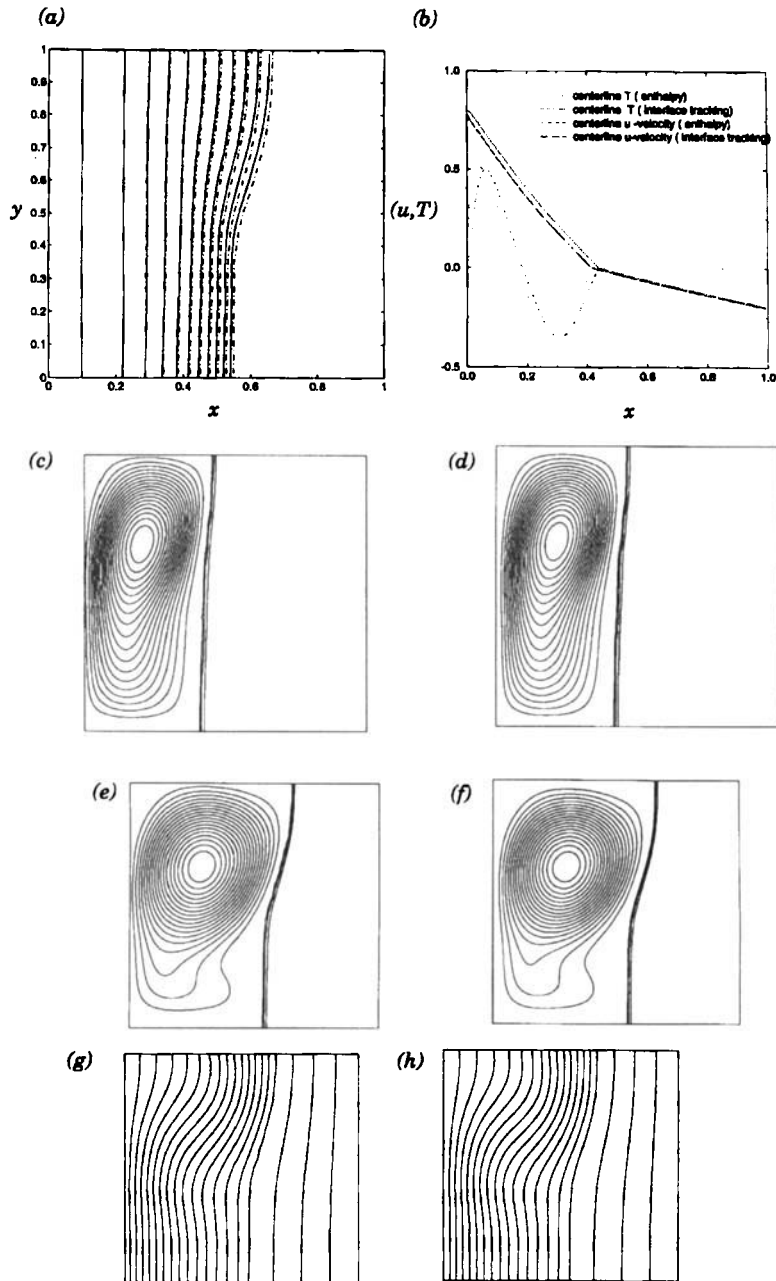 (a)
(b)
1
0.9
0.8
0.7
0.6
y
0.5
0.4
0.3
0.2
0.1
0
0
0.2
0.4
0.6
0.8
1
x
1.0
centerline T ( enthalpy)
centerline T ( interface tracking)
centerline u -velocity ( enthalpy)
centerline u-velocity ( interface tracking)
0.5
(u,T)
0.0
-0.5
0.0
0.2
0.4
0.6
0.8
1.0
x
(c)
(d)
(e)
(f)
(g)
(h)